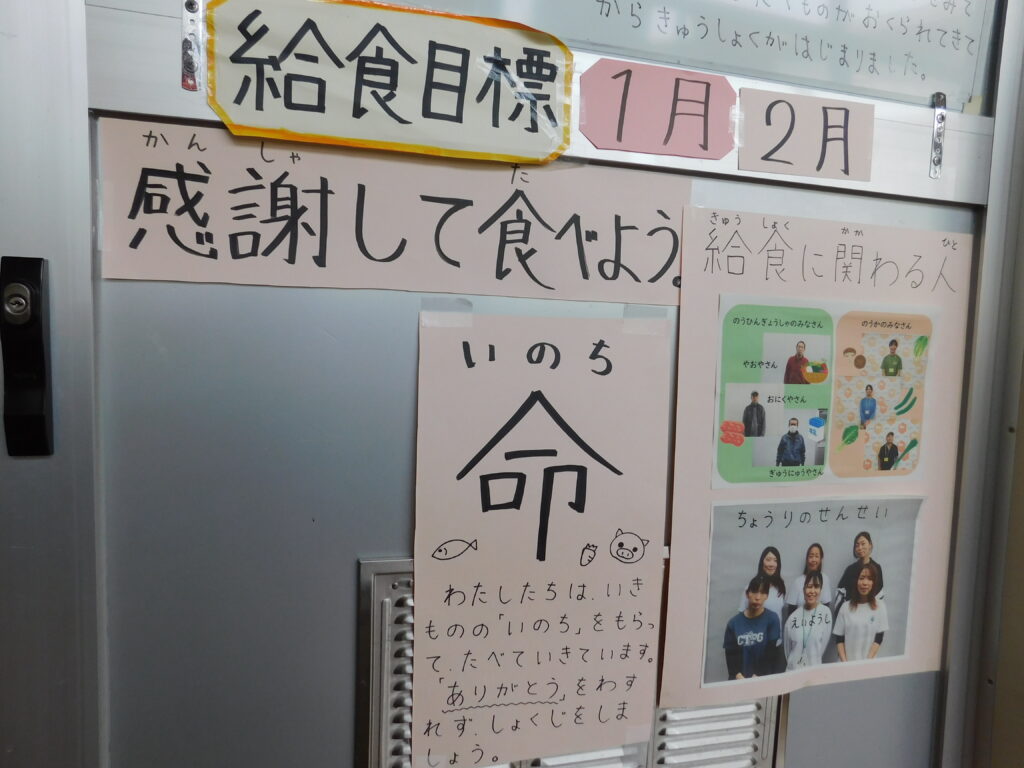 からきゅうしょくがはじまりました。
給食目標
1月
2月
かんしゃ
た
感謝して食べよう。
きゅうしょく かか ひと
給食に関わる人
のうひんぎょうしゃのみなさん
やおやさん
おにくやさん
ぎゅうにゅうやさん
のうかのみなさん
ちょうりのせんせい
えいようし
いのち
命
わたしたちは、いき
ものの「いのち」をもらっ
て、たべていきています。
「ありがとう」をわす
れず、しょくじをしま
しょう。